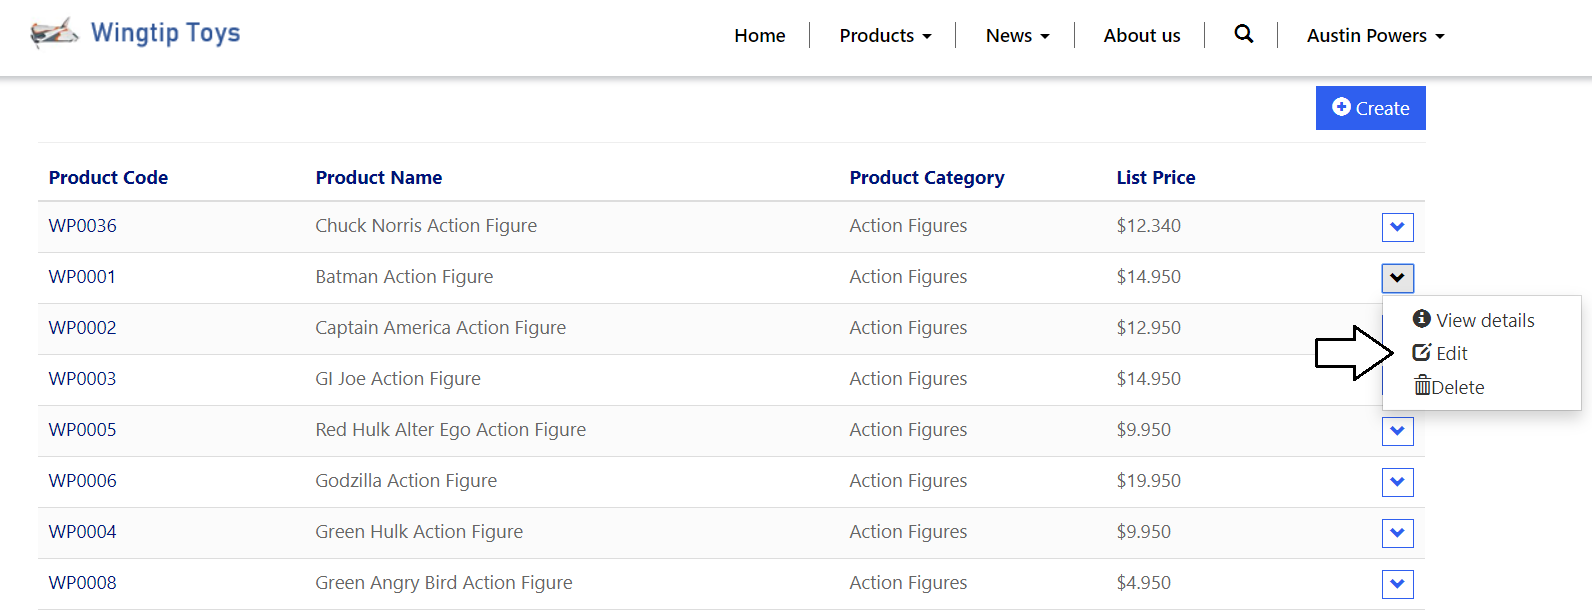 Wingtip Toys
Home Products News About us Austin Powers
Create
Product Code Product Name Product Category List Price
WP0036 Chuck Norris Action Figure Action Figures $12.340
WP0001 Batman Action Figure Action Figures $14.950
View details
WP0002 Captain America Action Figure Action Figures $12.950
Edit
WP0003 GI Joe Action Figure Action Figures $14.950
Delete
WP0005 Red Hulk Alter Ego Action Figure Action Figures $9.950
WP0006 Godzilla Action Figure Action Figures $19.950
WP0004 Green Hulk Action Figure Action Figures $9.950
WP0008 Green Angry Bird Action Figure Action Figures $4.950